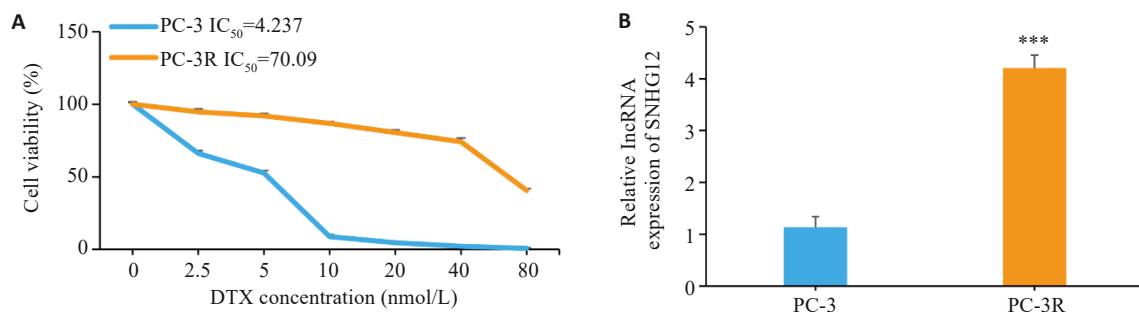 A
PC-3 IC₅₀=4.237
PC-3R IC₅₀=70.09
150
100
50
0
Cell viability (%)
0 2.5 5 10 20 40 80
DTX concentration (nmol/L)
B
***
5
4
3
2
1
0
Relative lncRNA
expression of SNHG12
PC-3 PC-3R